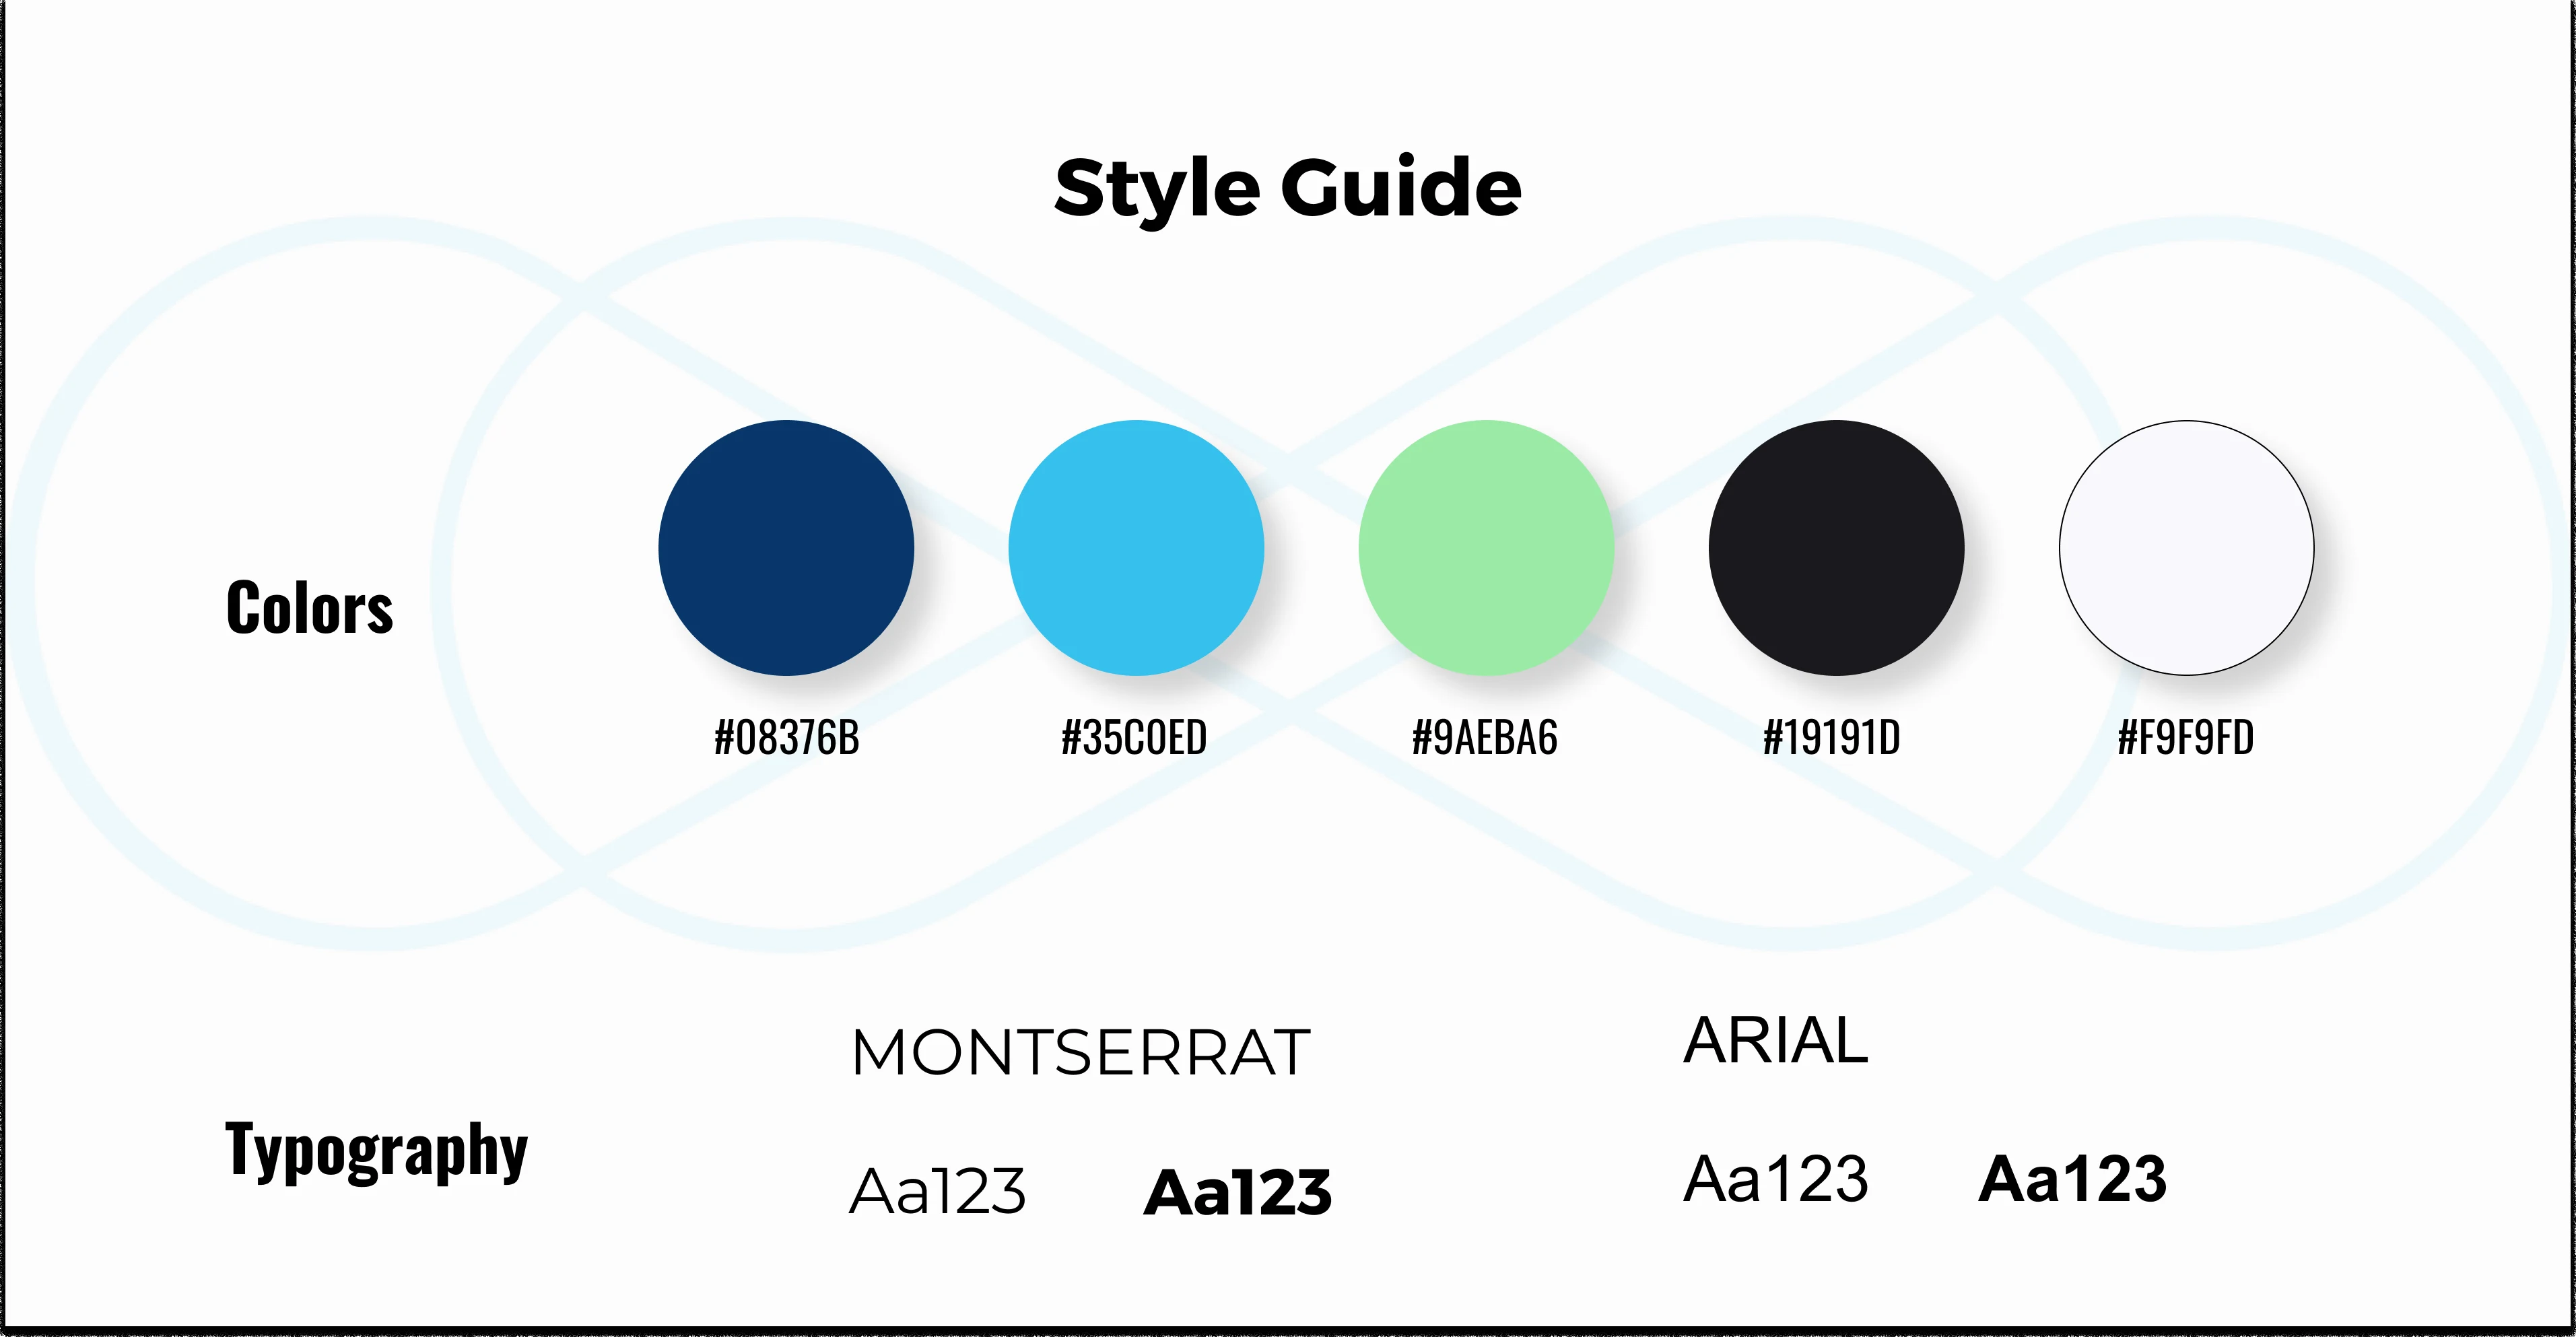 Style Guide
Colors
#08376B #35C0ED #9AEBA6 #19191D #F9F9FD
Typography
MONTSERRAT
Aa123 Aa123
ARIAL
Aa123 Aa123